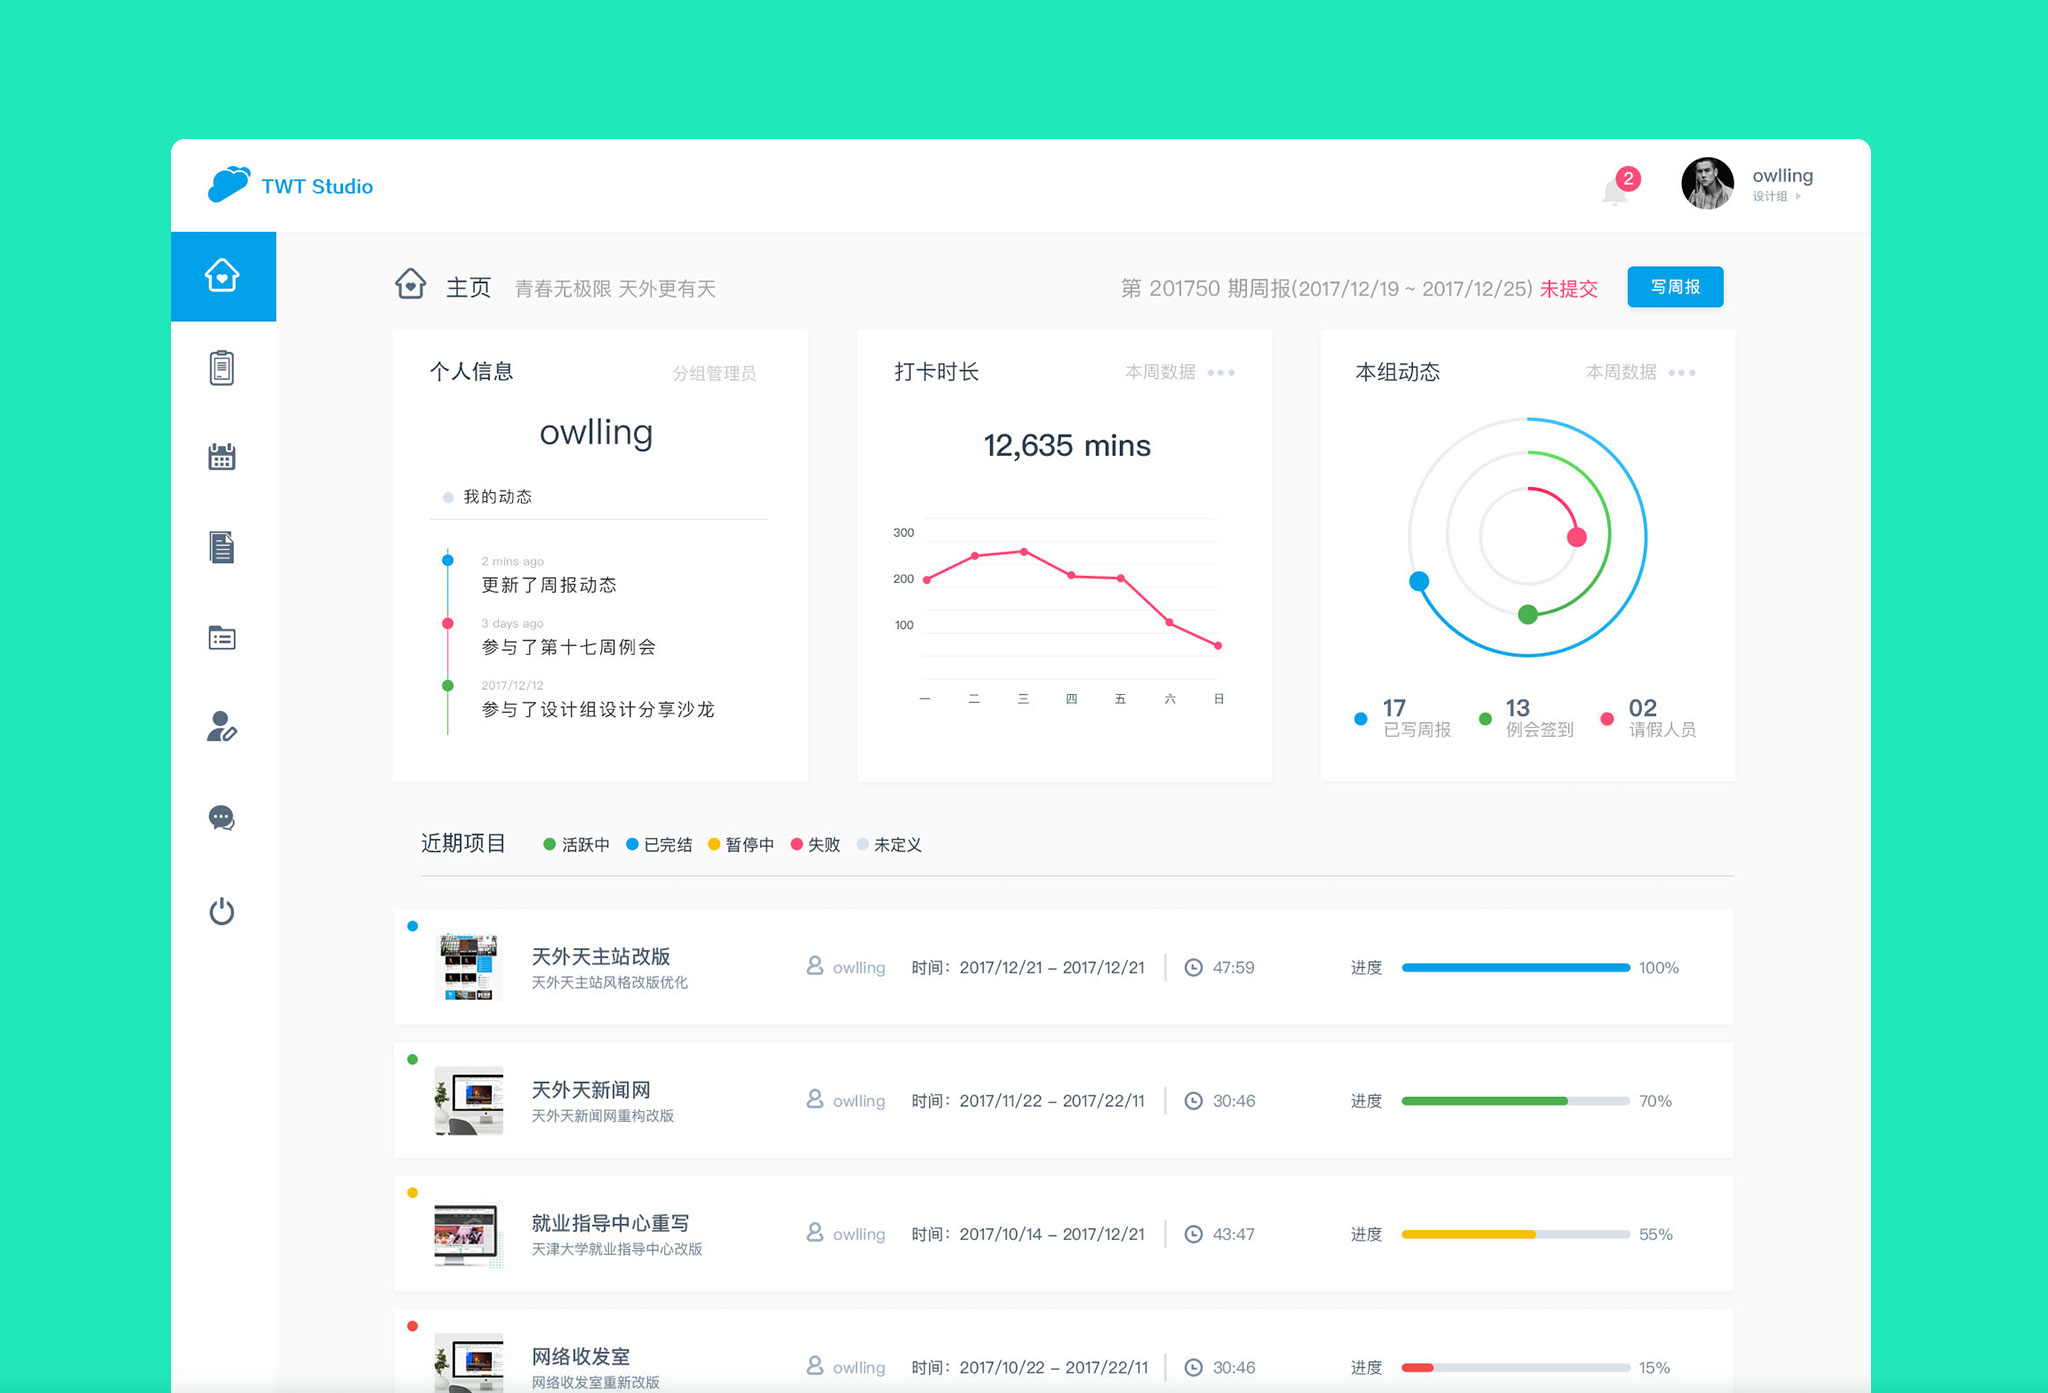 TWT Studio
2
owlling
设计组
主页 青春无极限 天外更有天
第 201750 期周报(2017/12/19 ~ 2017/12/25) 未提交
写周报
个人信息
分组管理员
owlling
我的动态
2 mins ago
更新了周报动态
3 days ago
参与了第十七周例会
2017/12/12
参与了设计组设计分享沙龙
打卡时长
本周数据
12,635 mins
300
200
100
一 二 三 四 五 六 日
本组动态
本周数据
17
已写周报
13
例会签到
02
请假人员
近期项目 活跃中 已完结 暂停中 失败 未定义
天外天主站改版
天外天主站风格改版优化
owlling 时间：2017/12/21 – 2017/12/21 47:59 进度 100%
天外天新闻网
天外天新闻网重构改版
owlling 时间：2017/11/22 – 2017/22/11 30:46 进度 70%
就业指导中心重写
天津大学就业指导中心改版
owlling 时间：2017/10/14 – 2017/12/21 43:47 进度 55%
网络收发室
网络收发室重新改版
owlling 时间：2017/10/22 – 2017/22/11 30:46 进度 15%